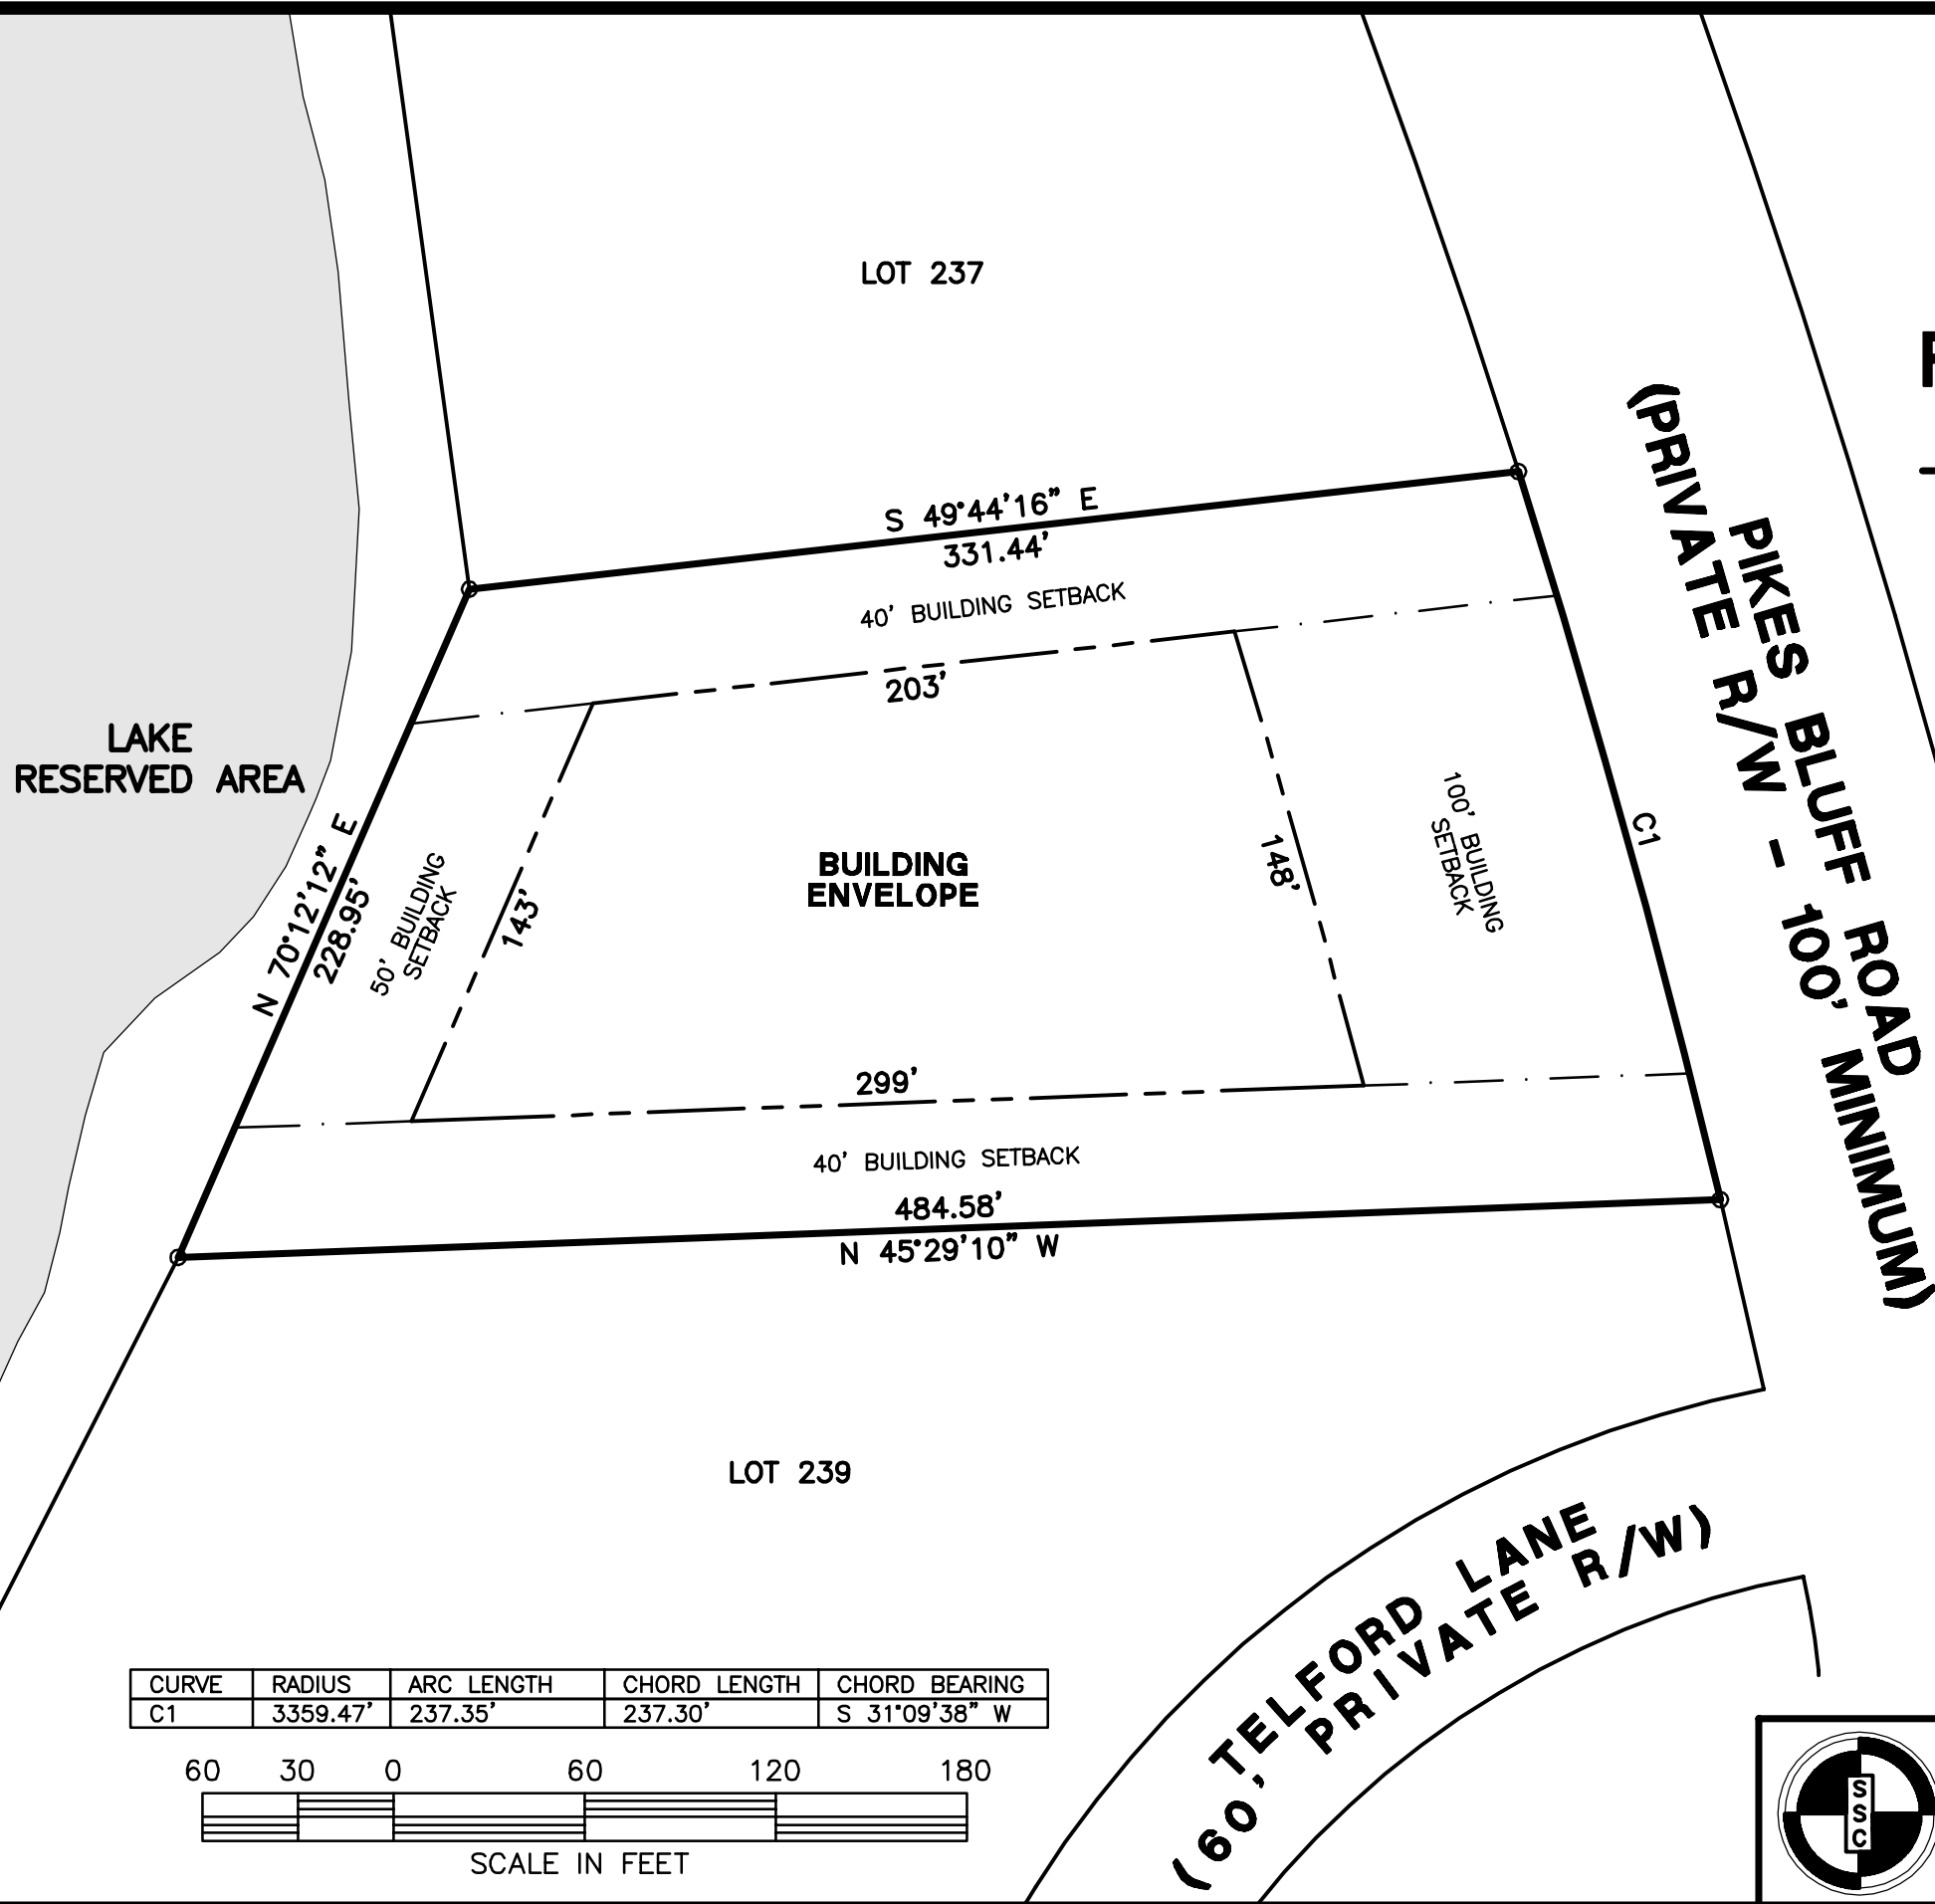 LOT 237
S 49°44'16" E
331.44'
40' BUILDING SETBACK
203'
LAKE
RESERVED AREA
N 70°12'12" E
228.95'
50' BUILDING
SETBACK
143'
BUILDING
ENVELOPE
148'
100' BUILDING
SETBACK
C1
PIKES BLUFF ROAD
(PRIVATE R/W - 100' MINIMUM)
299'
40' BUILDING SETBACK
484.58'
N 45°29'10" W
LOT 239
TELFORD LANE
(60' PRIVATE R/W)
CURVE RADIUS ARC LENGTH CHORD LENGTH CHORD BEARING
C1 3359.47' 237.35' 237.30' S 31°09'38" W
60 30 0 60 120 180
SCALE IN FEET
S
S
C